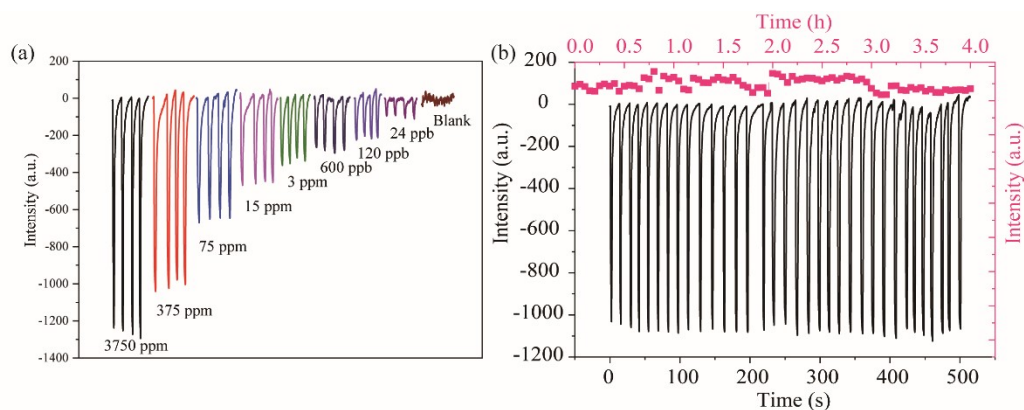 (a)
200
0
-200
-400
-600
-800
-1000
-1200
-1400
Intensity (a.u.)
3750 ppm
375 ppm
75 ppm
15 ppm
3 ppm
600 ppb
120 ppb
24 ppb
Blank
(b)
Time (h)
0.0 0.5 1.0 1.5 2.0 2.5 3.0 3.5 4.0
200
0
-200
-400
-600
-800
-1000
-1200
Intensity (a.u.)
Intensity (a.u.)
0 100 200 300 400 500
Time (s)